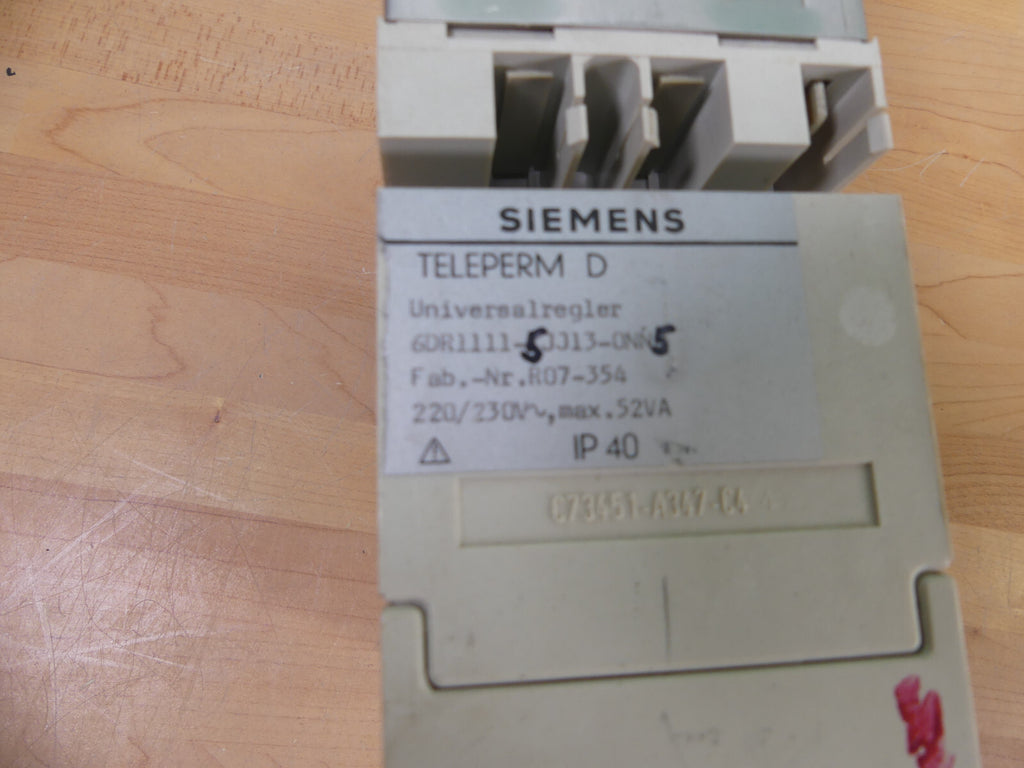 SIEMENS
TELEPERM D
Universalregler
6DR1111-5JJ13-0NN5
Fab.-Nr.R07-354
220/230V~,max.52VA
IP 40
C73451-A347-C4